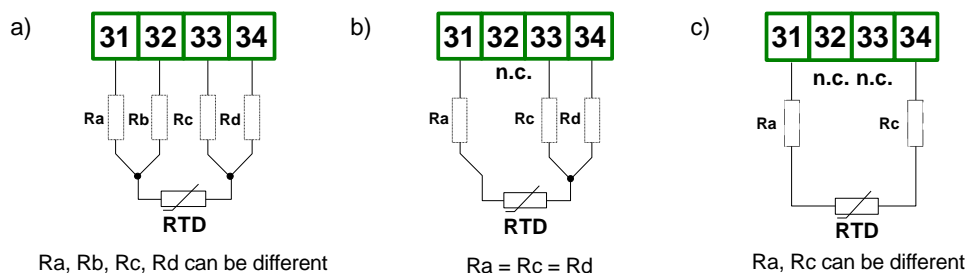 a)
31 32 33 34
Ra Rb Rc Rd
RTD
Ra, Rb, Rc, Rd can be different
b)
31 32 33 34
n.c.
Ra Rc Rd
RTD
Ra = Rc = Rd
c)
31 32 33 34
n.c. n.c.
Ra Rc
RTD
Ra, Rc can be different